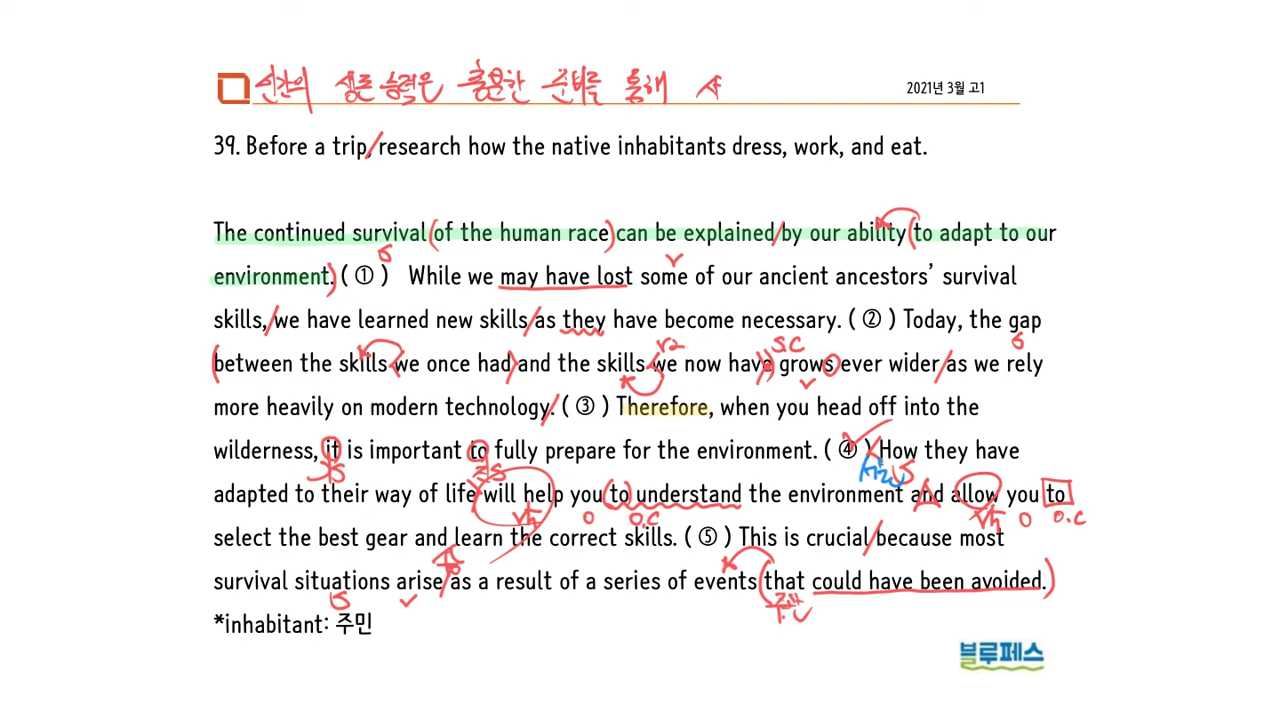 인간의 생존 능력은 충분한 준비를 통해 사
2021년 3월 고1
39. Before a trip, research how the native inhabitants dress, work, and eat.
The continued survival of the human race can be explained by our ability to adapt to our
environment. ( ① ) While we may have lost some of our ancient ancestors' survival
skills, we have learned new skills as they have become necessary. ( ② ) Today, the gap
between the skills we once had and the skills we now have grows ever wider as we rely
more heavily on modern technology. ( ③ ) Therefore, when you head off into the
wilderness, it is important to fully prepare for the environment. ( ④ ) How they have
adapted to their way of life will help you to understand the environment and allow you to
select the best gear and learn the correct skills. ( ⑤ ) This is crucial because most
survival situations arise as a result of a series of events that could have been avoided.
*inhabitant: 주민
블루페스